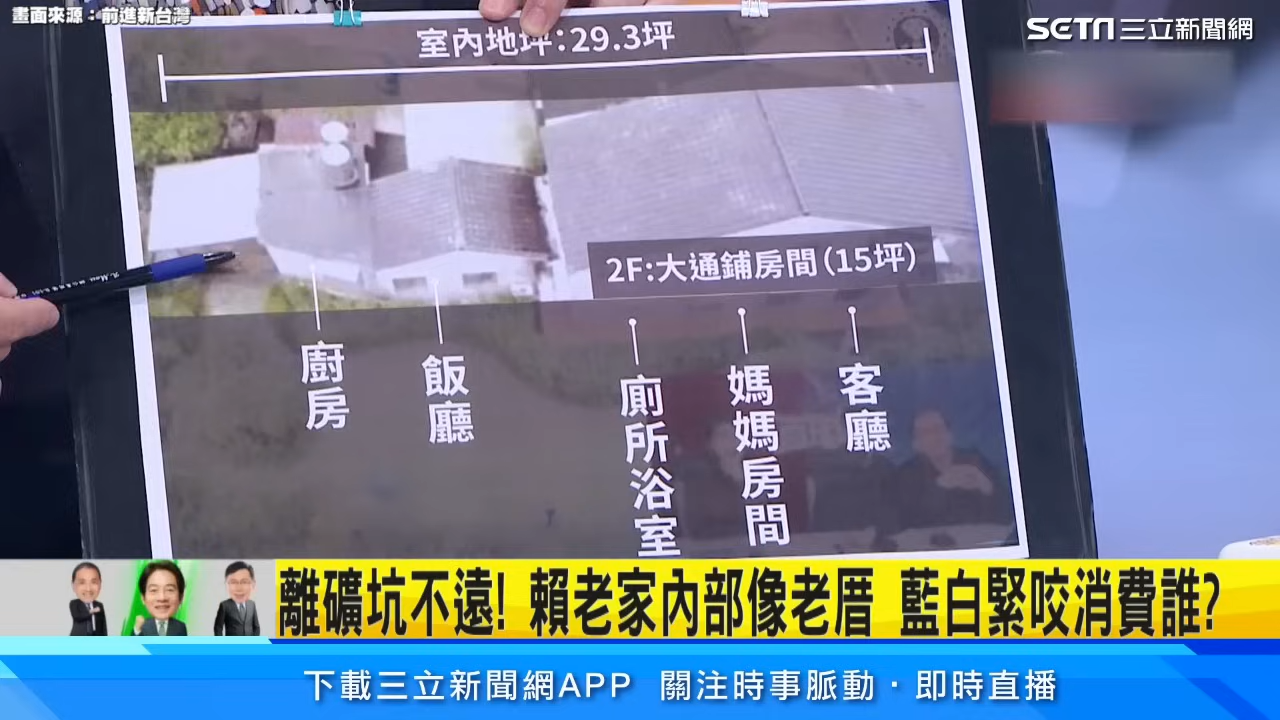 畫面來源：前進新台灣
SETN三立新聞網
室內地坪：29.3坪
2F:大通鋪房間（15坪）
廚房
飯廳
廁所浴室
媽媽房間
客廳
離礦坑不遠! 賴老家內部像老厝 藍白緊咬消費誰?
下載三立新聞網APP 關注時事脈動・即時直播